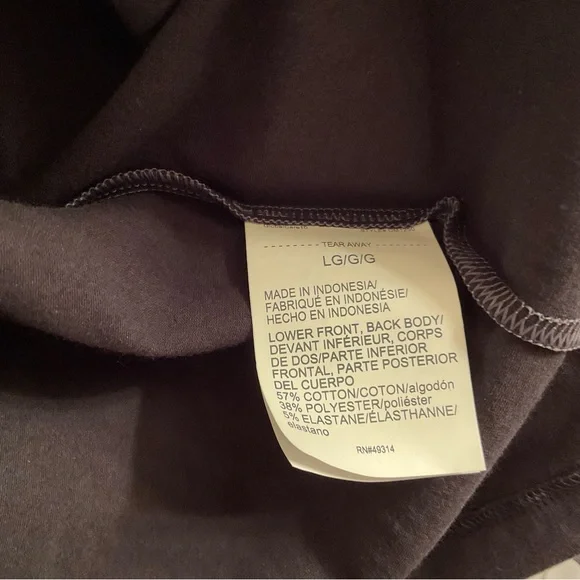 TEAR AWAY
LG/G/G
MADE IN INDONESIA/
FABRIQUÉ EN INDONÉSIE/
HECHO EN INDONESIA
LOWER FRONT, BACK BODY/
DEVANT INFÉRIEUR, CORPS
DE DOS/PARTE INFERIOR
FRONTAL, PARTE POSTERIOR
DEL CUERPO
57% COTTON/COTON/algodón
38% POLYESTER/poliéster
5% ELASTANE/ÉLASTHANNE/
elastano
RN#49314